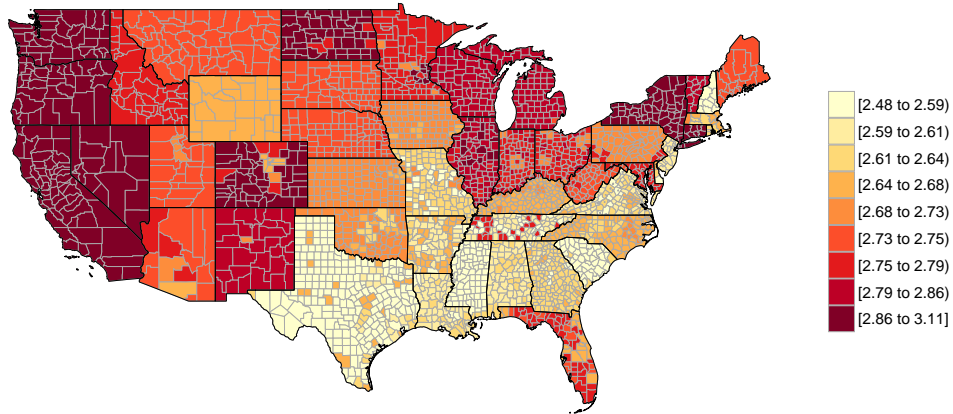 [2.48 to 2.59)
[2.59 to 2.61)
[2.61 to 2.64)
[2.64 to 2.68)
[2.68 to 2.73)
[2.73 to 2.75)
[2.75 to 2.79)
[2.79 to 2.86)
[2.86 to 3.11]